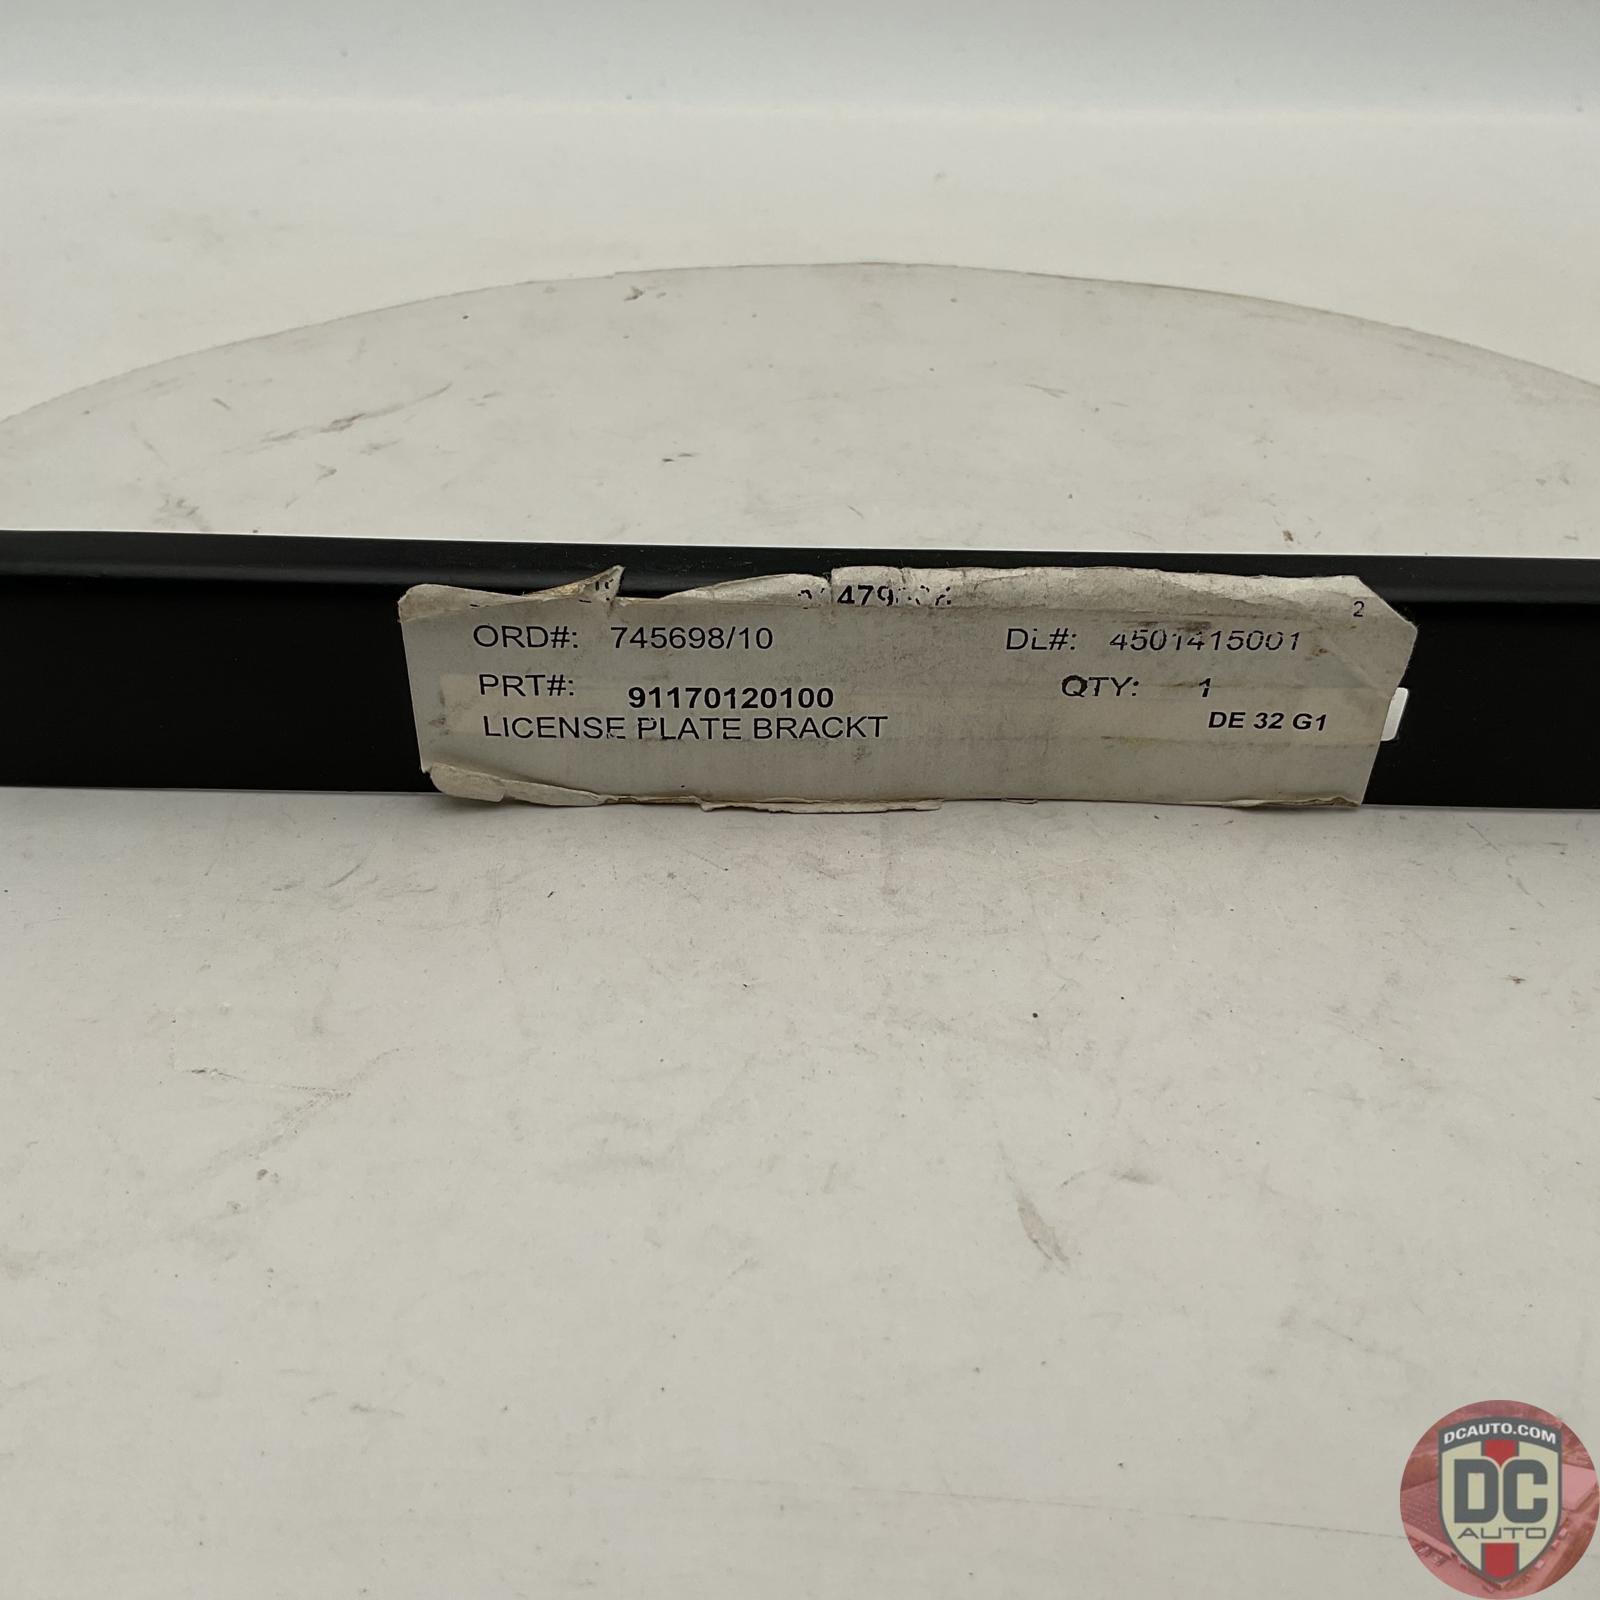 2
ORD#: 745698/10 DL#: 4501415001
PRT#: 91170120100 QTY: 1
LICENSE PLATE BRACKT DE 32 G1
DCAUTO.COM
DC
AUTO